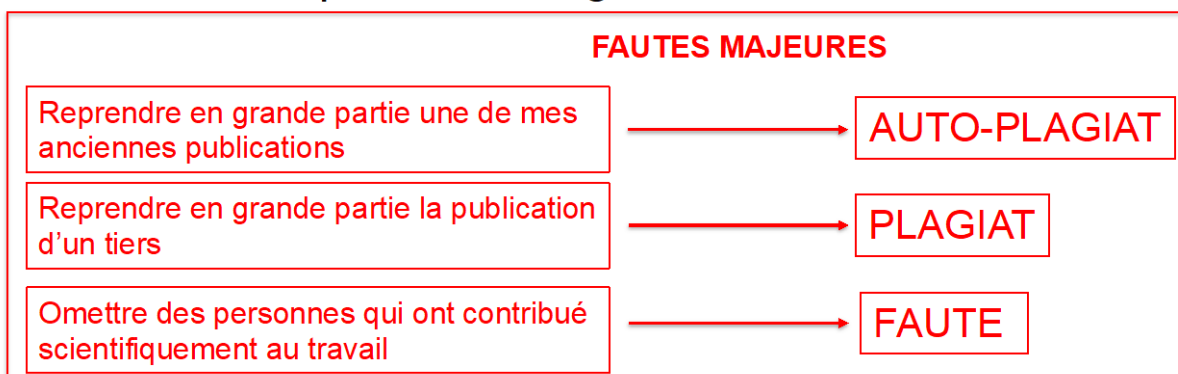 FAUTES MAJEURES
Reprendre en grande partie une de mes
anciennes publications
AUTO-PLAGIAT
Reprendre en grande partie la publication
d'un tiers
PLAGIAT
Omettre des personnes qui ont contribué
scientifiquement au travail
FAUTE